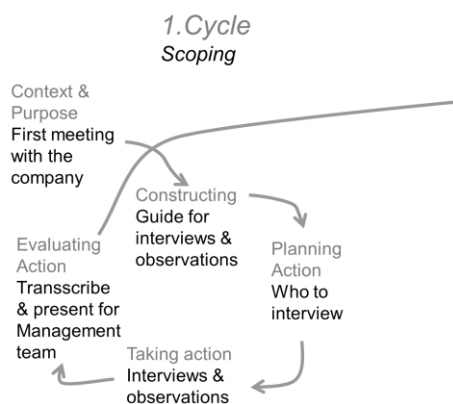 1.Cycle
Scoping
Context &
Purpose
First meeting
with the
company
Constructing
Guide for
interviews &
observations
Planning
Action
Who to
interview
Taking action
Interviews &
observations
Evaluating
Action
Transscribe
& present for
Management
team